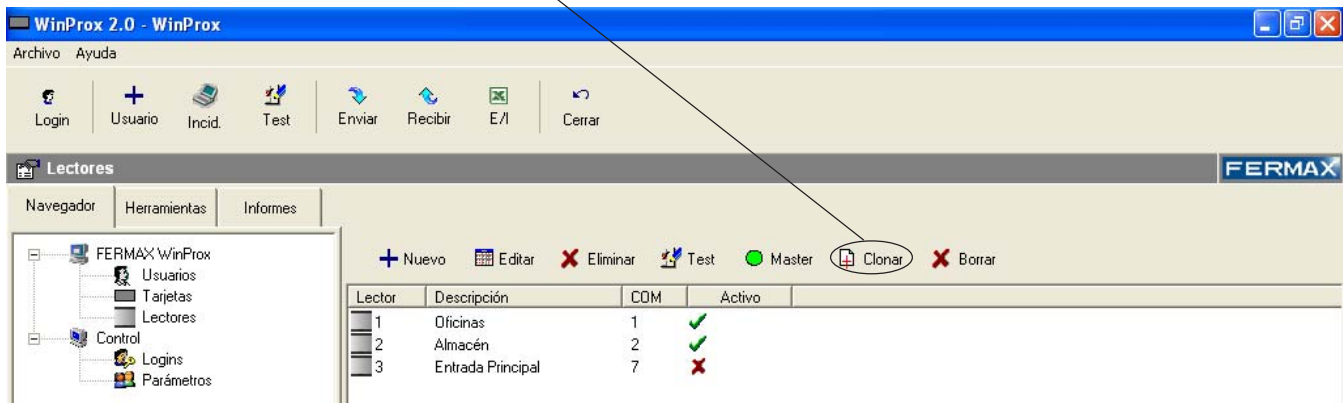 WinProx 2.0 - WinProx
Archivo Ayuda
Login Usuario Incid. Test Enviar Recibir E/I Cerrar
Lectores FERMAX
Navegador Herramientas Informes
FERMAX WinProx
Usuarios
Tarjetas
Lectores
Control
Logins
Parámetros
Nuevo Editar Eliminar Test Master Clonar Borrar
Lector Descripción COM Activo
1 Oficinas 1
2 Almacén 2
3 Entrada Principal 7